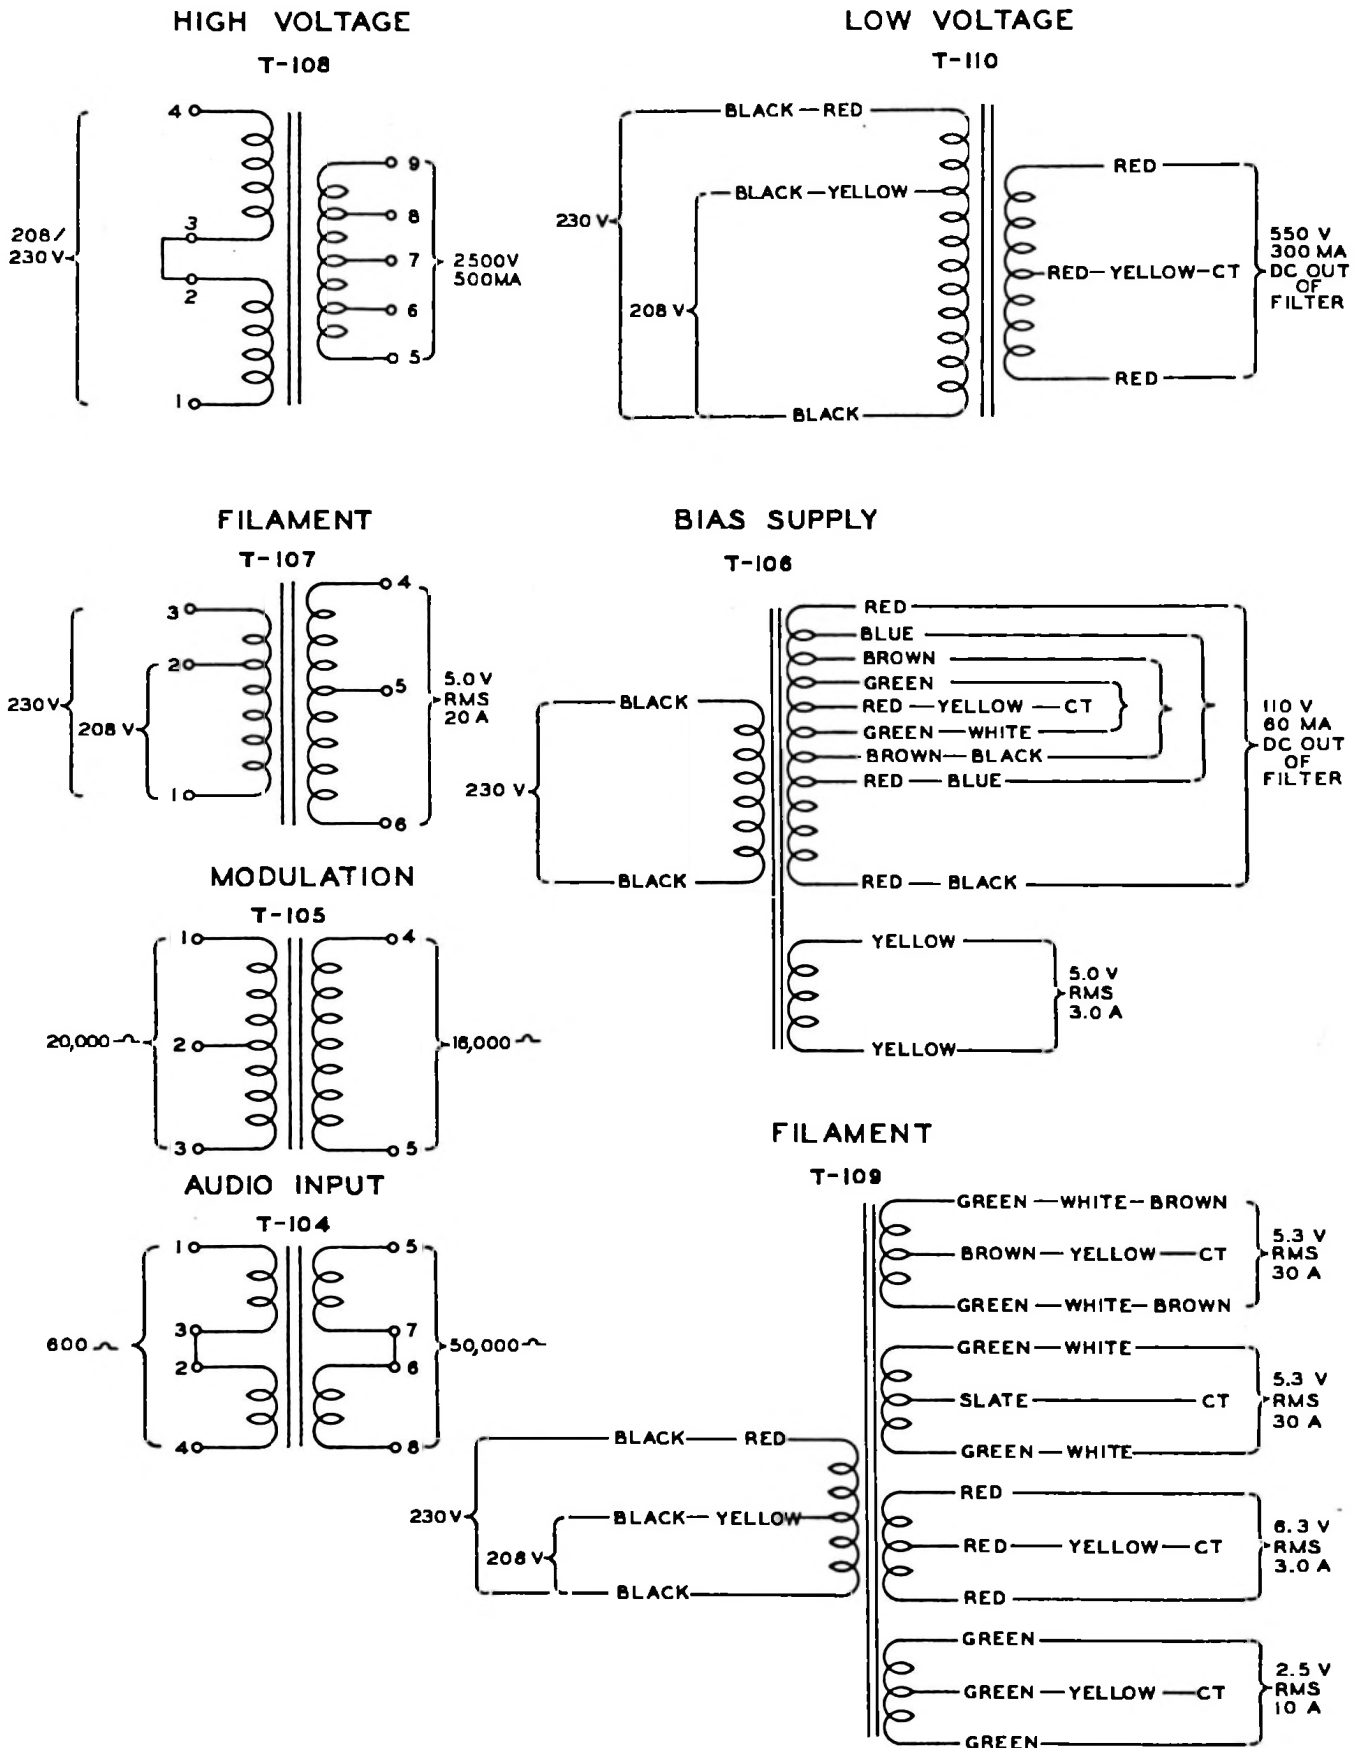 HIGH VOLTAGE
T-108
4
3
2
1
208/
230 V
9
8
7
6
5
2500V
500MA
LOW VOLTAGE
T-110
BLACK—RED
BLACK—YELLOW
BLACK
230 V
208 V
RED
RED—YELLOW—CT
RED
550 V
300 MA
DC OUT
OF
FILTER
FILAMENT
T-107
3
2
1
230 V
208 V
4
5
6
5.0 V
RMS
20 A
BIAS SUPPLY
T-106
BLACK
230 V
BLACK
RED
BLUE
BROWN
GREEN
RED—YELLOW—CT
GREEN—WHITE
BROWN—BLACK
RED—BLUE
RED—BLACK
110 V
60 MA
DC OUT
OF
FILTER
YELLOW
YELLOW
5.0 V
RMS
3.0 A
MODULATION
T-105
1
2
3
20,000
4
5
16,000
AUDIO INPUT
T-104
1
3
2
4
600
5
7
6
8
50,000
FILAMENT
T-109
BLACK—RED
BLACK—YELLOW
BLACK
230 V
208 V
GREEN—WHITE—BROWN
BROWN—YELLOW—CT
GREEN—WHITE—BROWN
5.3 V
RMS
30 A
GREEN—WHITE
SLATE—CT
GREEN—WHITE
5.3 V
RMS
30 A
RED
RED—YELLOW—CT
RED
6.3 V
RMS
3.0 A
GREEN
GREEN—YELLOW—CT
GREEN
2.5 V
RMS
10 A